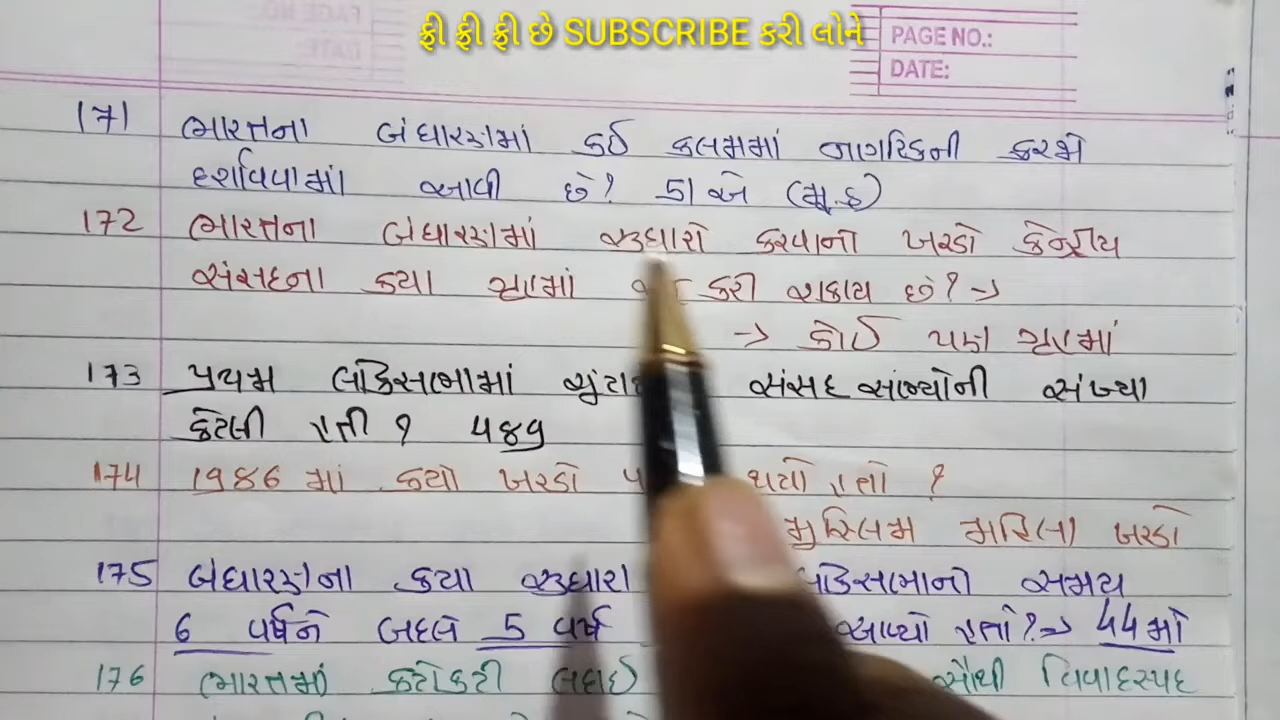 ફ્રી ફ્રી ફ્રી છે SUBSCRIBE કરી લોને
PAGE NO.:
DATE:
171 ભારતના બંધારણમાં કઈ કલમમાં નાગરિકની ફરજો
દર્શાવવામાં આવી છે? 51 એ (મૂ.ફ)
172 ભારતના બંધારણમાં સુધારો કરવાનો ખરડો કેન્દ્રીય
સંસદના કયા ગૃહમાં કરી શકાય છે? →
→ કોઈ પણ ગૃહમાં
173 પ્રથમ લોકસભામાં સંસદ સભ્યોની સંખ્યા
કેટલી હતી ? 489
174 1986 માં કયો ખરડો થયો હતો ?
મુસ્લિમ મહિલા ખરડો
175 બંધારણના કયા સુધારા લોકસભાનો સમય
6 વર્ષને બદલે 5 વર્ષ આપ્યો હતો? → 44મો
176 ભારતમાં કટોકટી લદાઈ સૌથી વિવાદસ્પદ